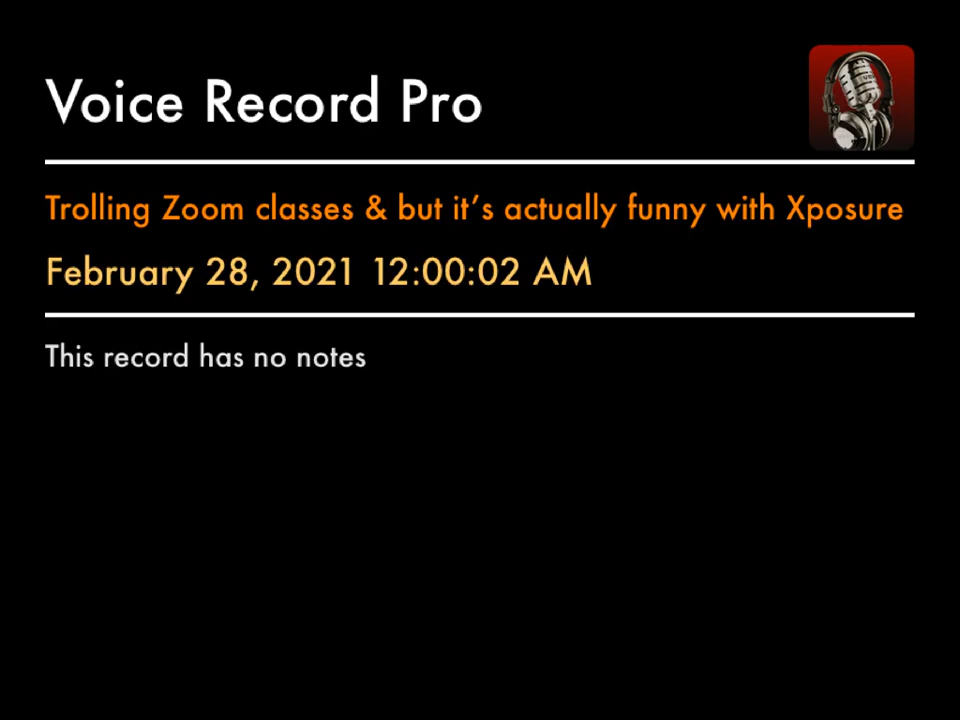 Voice Record Pro
Trolling Zoom classes & but it’s actually funny with Xposure
February 28, 2021 12:00:02 AM
This record has no notes